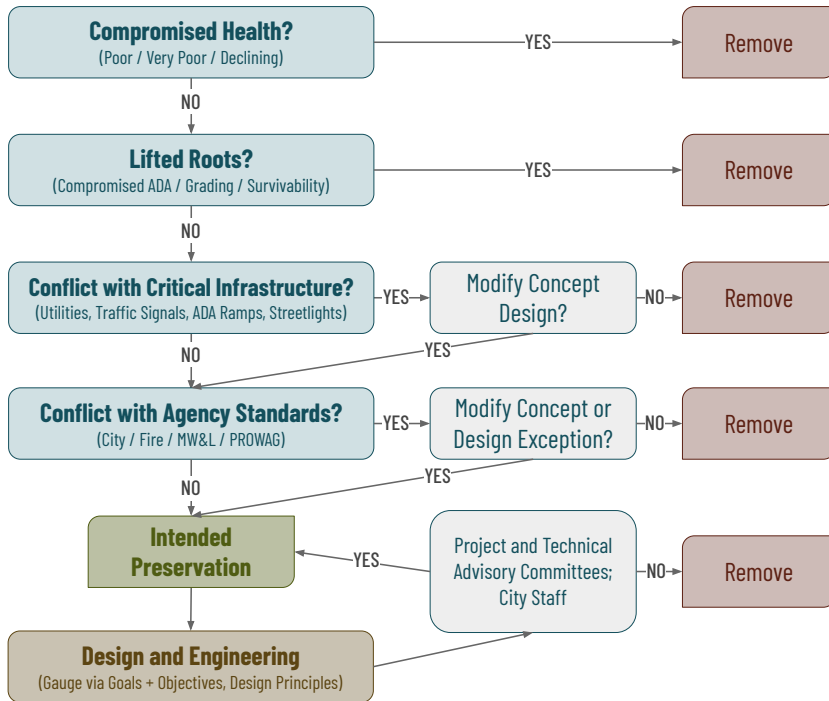 Compromised Health?
(Poor / Very Poor / Declining)
YES
Remove
NO
Lifted Roots?
(Compromised ADA / Grading / Survivability)
YES
Remove
NO
Conflict with Critical Infrastructure?
(Utilities, Traffic Signals, ADA Ramps, Streetlights)
YES
Modify Concept
Design?
NO
Remove
YES
NO
Conflict with Agency Standards?
(City / Fire / MW&L / PROWAG)
YES
Modify Concept or
Design Exception?
NO
Remove
YES
NO
Intended
Preservation
YES
Project and Technical
Advisory Committees;
City Staff
NO
Remove
Design and Engineering
(Gauge via Goals + Objectives, Design Principles)